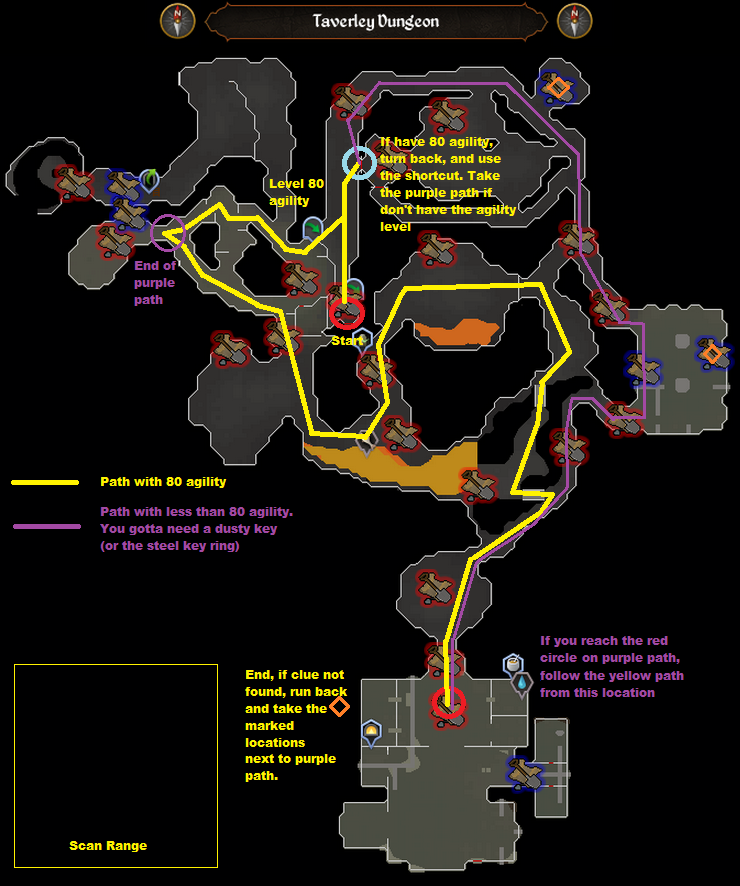 Taverley Dungeon
N
N
If have 80 agility,
turn back, and use
the shortcut. Take
the purple path if
don't have the agility
level
Level 80
agility
End of
purple
path
Start
Path with 80 agility
Path with less than 80 agility.
You gotta need a dusty key
(or the steel key ring)
If you reach the red
circle on purple path,
follow the yellow path
from this location
End, if clue not
found, run back
and take the
marked
locations
next to purple
path.
Scan Range